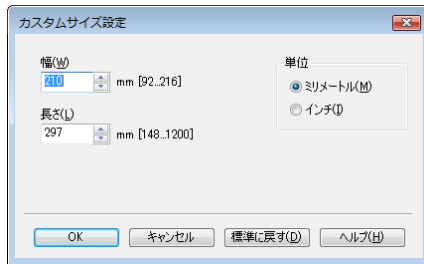 カスタムサイズ設定
幅(W)
210 mm [92...216]
長さ(L)
297 mm [148...1200]
単位
ミリメートル(M)
インチ(I)
OK キャンセル 標準に戻す(D) ヘルプ(H)